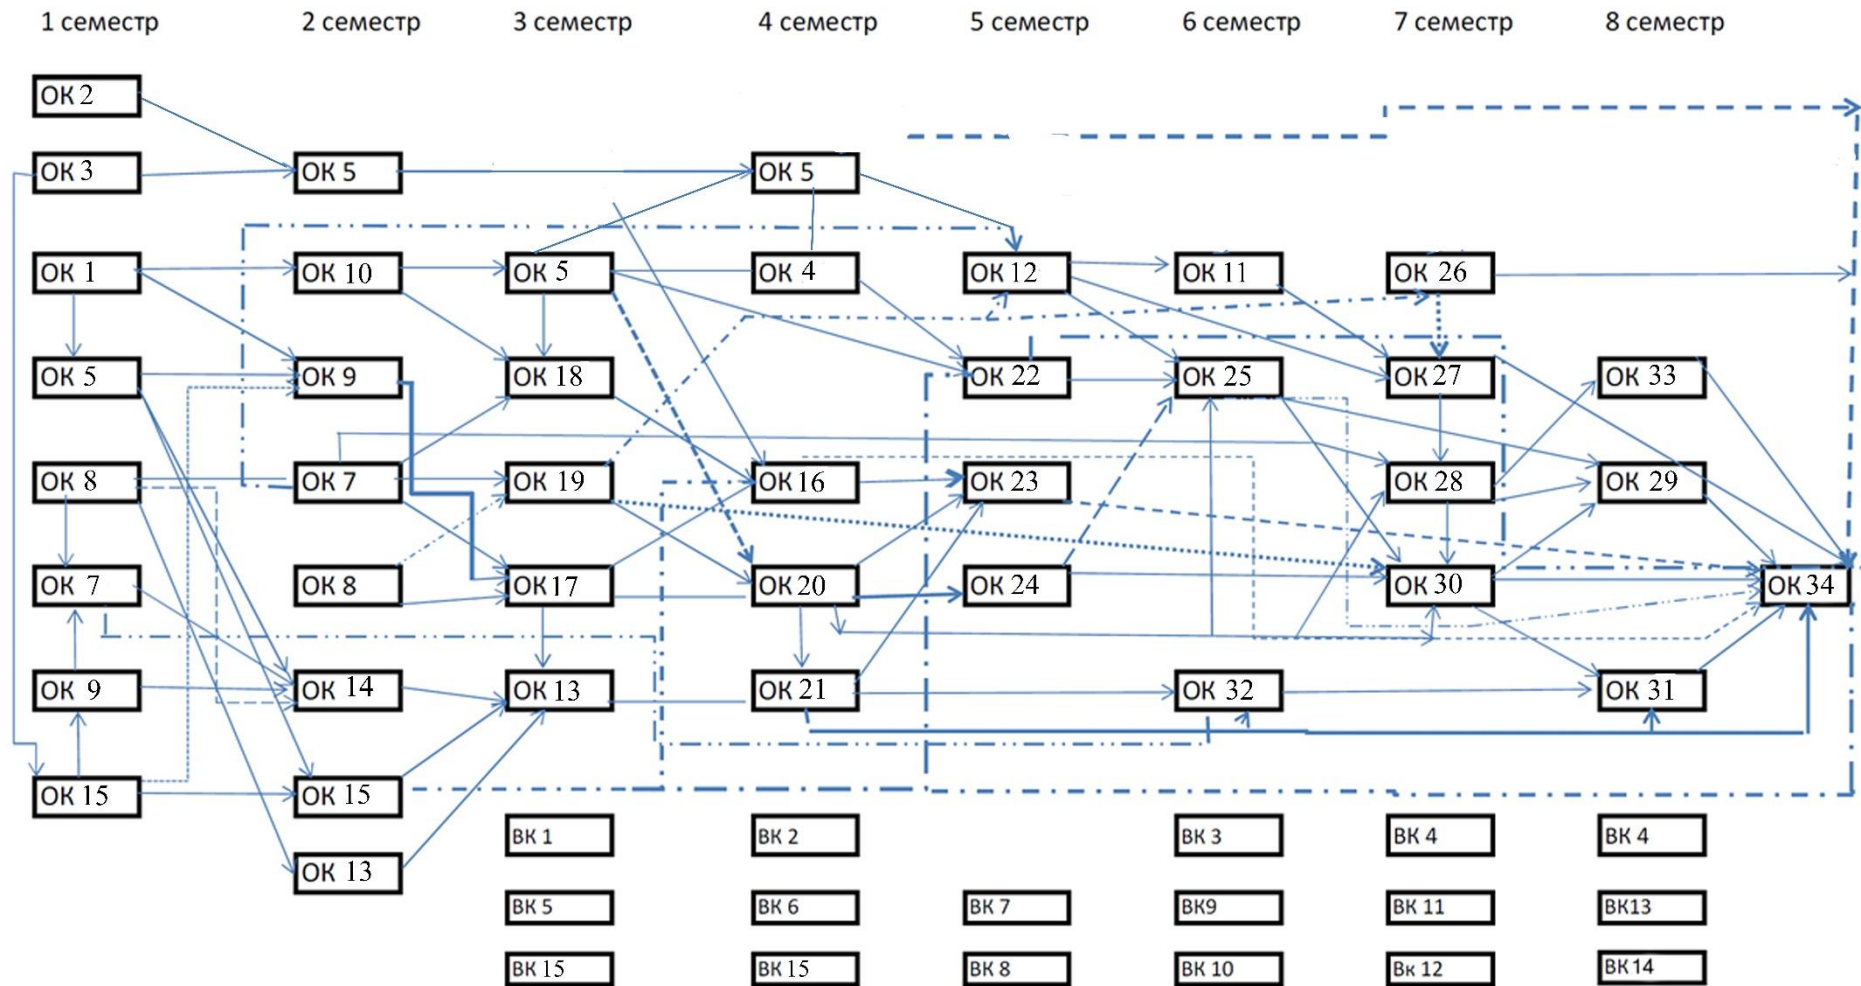 1 семестр 2 семестр 3 семестр 4 семестр 5 семестр 6 семестр 7 семестр 8 семестр
ОК 2
ОК 3 ОК 5 ОК 5
ОК 1 ОК 10 ОК 5 ОК 4 ОК 12 ОК 11 ОК 26
ОК 5 ОК 9 ОК 18 ОК 22 ОК 25 ОК 27 ОК 33
ОК 8 ОК 7 ОК 19 ОК 16 ОК 23 ОК 28 ОК 29
ОК 7 ОК 8 ОК 17 ОК 20 ОК 24 ОК 30 ОК 34
ОК 9 ОК 14 ОК 13 ОК 21 ОК 32 ОК 31
ОК 15 ОК 15
ВК 1 ВК 2 ВК 3 ВК 4 ВК 4
ОК 13
ВК 5 ВК 6 ВК 7 ВК9 ВК 11 ВК13
ВК 15 ВК 15 ВК 8 ВК 10 Вк 12 ВК 14